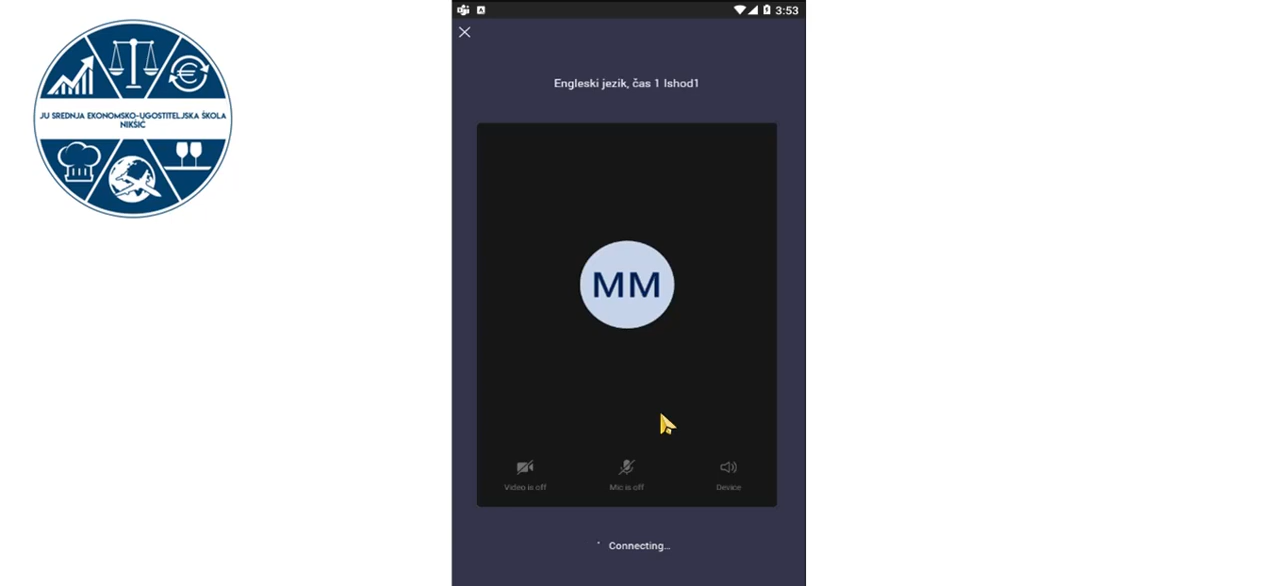 3:53
JU SREDNJA EKONOMSKO-UGOSTITELJSKA ŠKOLA
NIKŠIĆ
Engleski jezik, čas 1 Ishod1
MM
Video is off
Mic is off
Device
Connecting...